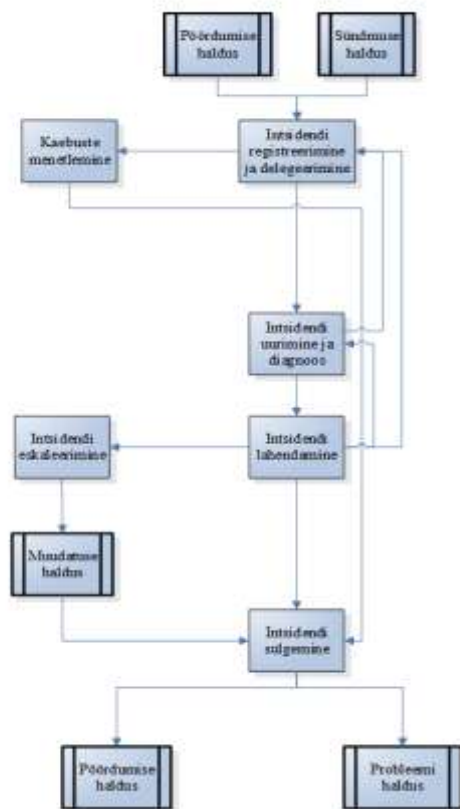 Pöördumise
haldus
Sündmuse
haldus
Kaebuste
menetlemine
Intsidendi
registreerimine
ja delegeerimine
Intsidendi
uurimine ja
diagnoos
Intsidendi
eskaleerimine
Intsidendi
lahendamine
Muudatuse
haldus
Intsidendi
sulgemine
Pöördumise
haldus
Probleemi
haldus